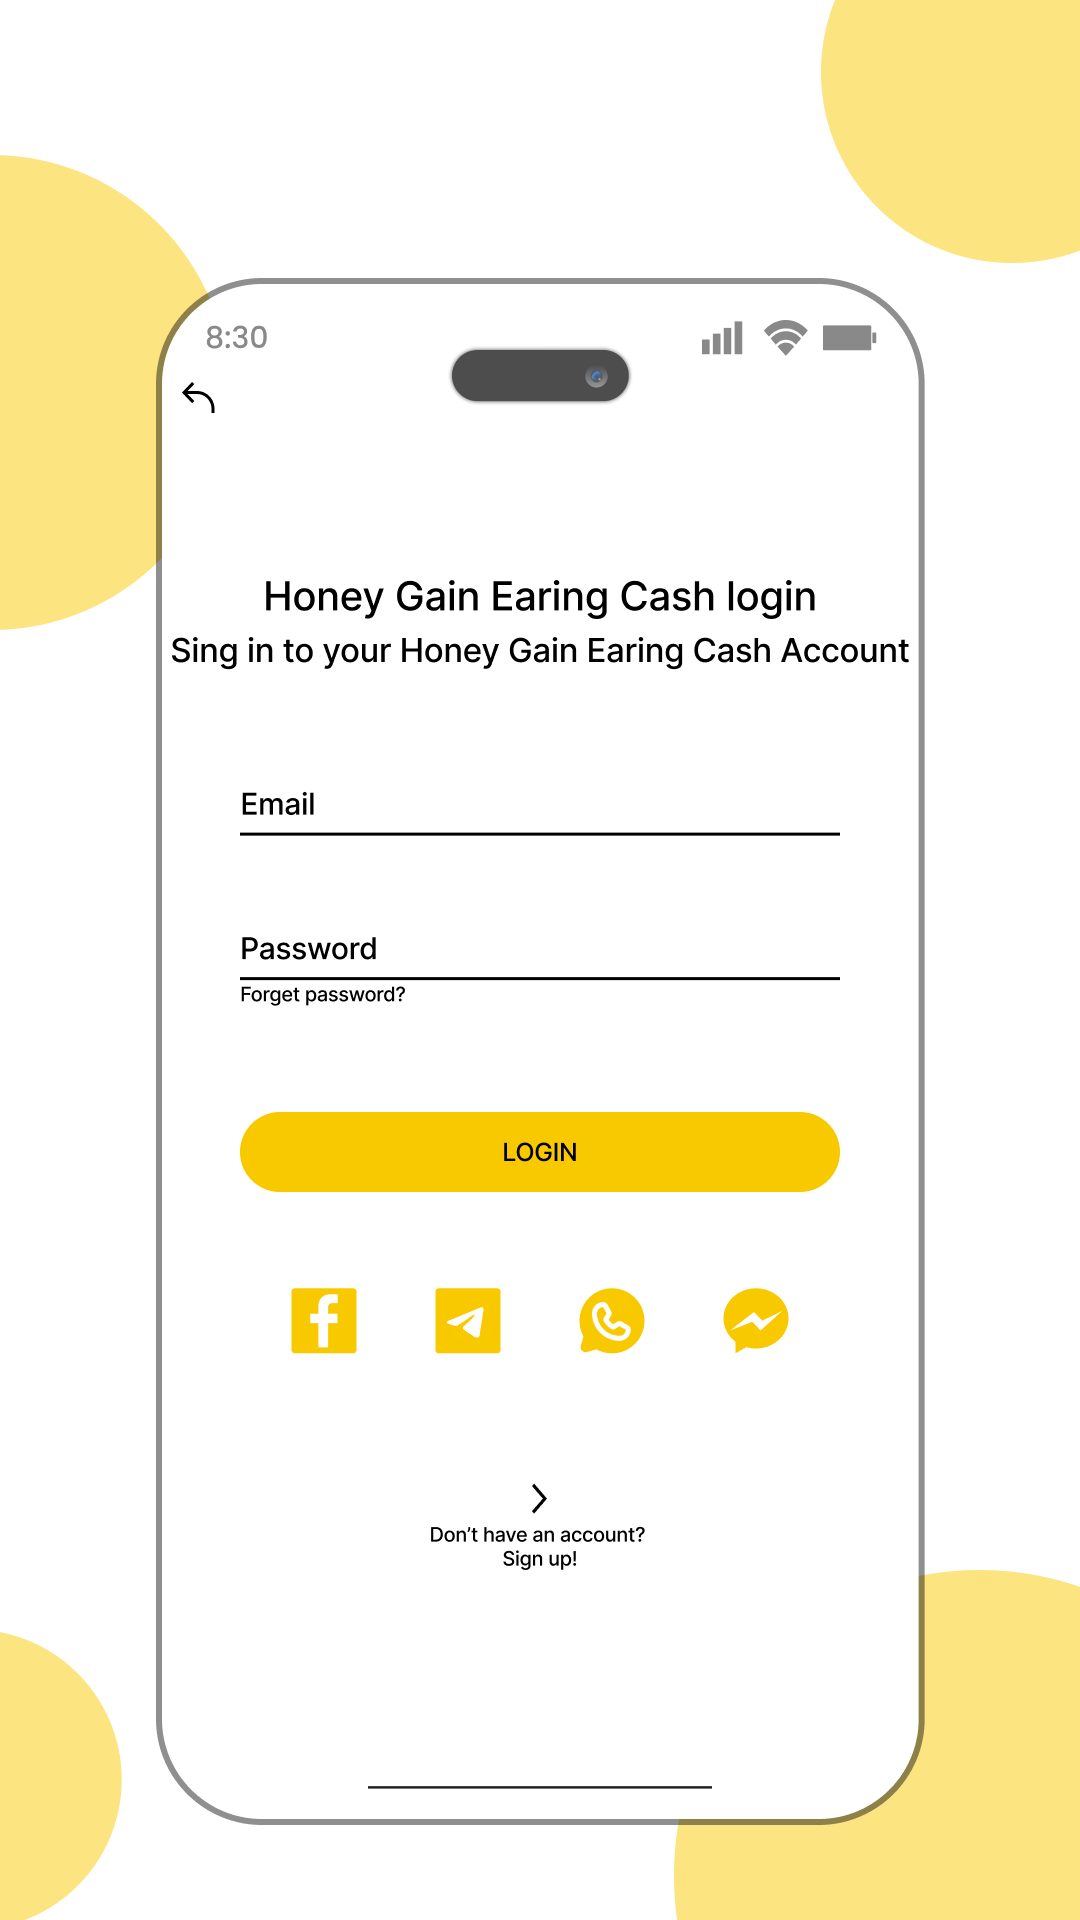 8:30
Honey Gain Earing Cash login
Sing in to your Honey Gain Earing Cash Account
Email
Password
Forget password?
LOGIN
Don't have an account?
Sign up!